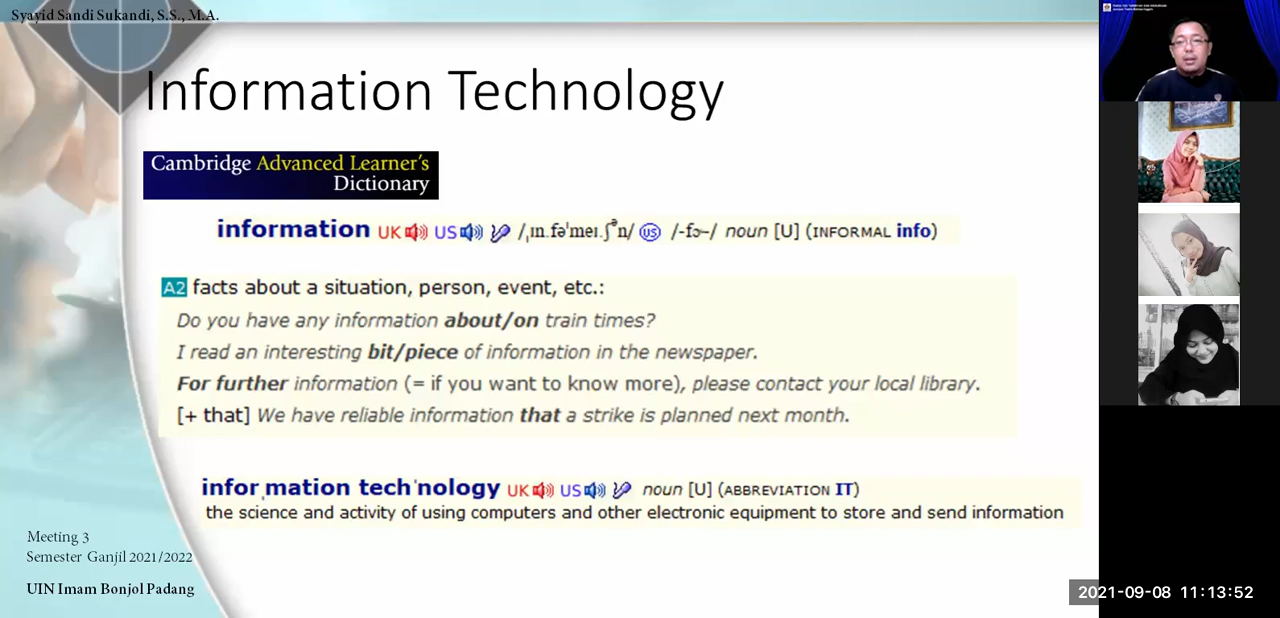 Syayid Sandi Sukandi, S.S., M.A.
Information Technology
Cambridge Advanced Learner's
Dictionary
information UK US /ˌɪn.fəˈmeɪ.ʃᵊn/ US /-fɚ-/ noun [U] (INFORMAL info)
A2 facts about a situation, person, event, etc.:
Do you have any information about/on train times?
I read an interesting bit/piece of information in the newspaper.
For further information (= if you want to know more), please contact your local library.
[+ that] We have reliable information that a strike is planned next month.
inforˌmation techˈnology UK US noun [U] (ABBREVIATION IT)
the science and activity of using computers and other electronic equipment to store and send information
Meeting 3
Semester Ganjil 2021/2022
UIN Imam Bonjol Padang
2021-09-08 11:13:52